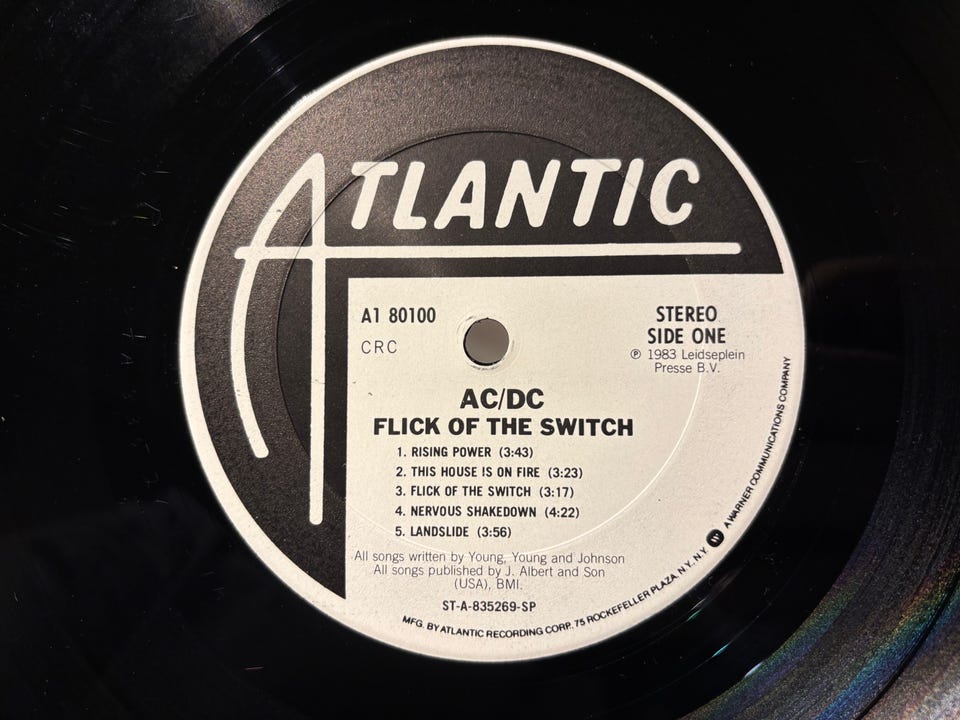 ATLANTIC
A1 80100
CRC
STEREO
SIDE ONE
℗ 1983 Leidseplein
Presse B.V.
AC/DC
FLICK OF THE SWITCH
1. RISING POWER (3:43)
2. THIS HOUSE IS ON FIRE (3:23)
3. FLICK OF THE SWITCH (3:17)
4. NERVOUS SHAKEDOWN (4:22)
5. LANDSLIDE (3:56)
All songs written by Young, Young and Johnson
All songs published by J. Albert and Son
(USA), BMI.
ST-A-835269-SP
MFG. BY ATLANTIC RECORDING CORP., 75 ROCKEFELLER PLAZA, N.Y., N.Y. W A WARNER COMMUNICATIONS COMPANY